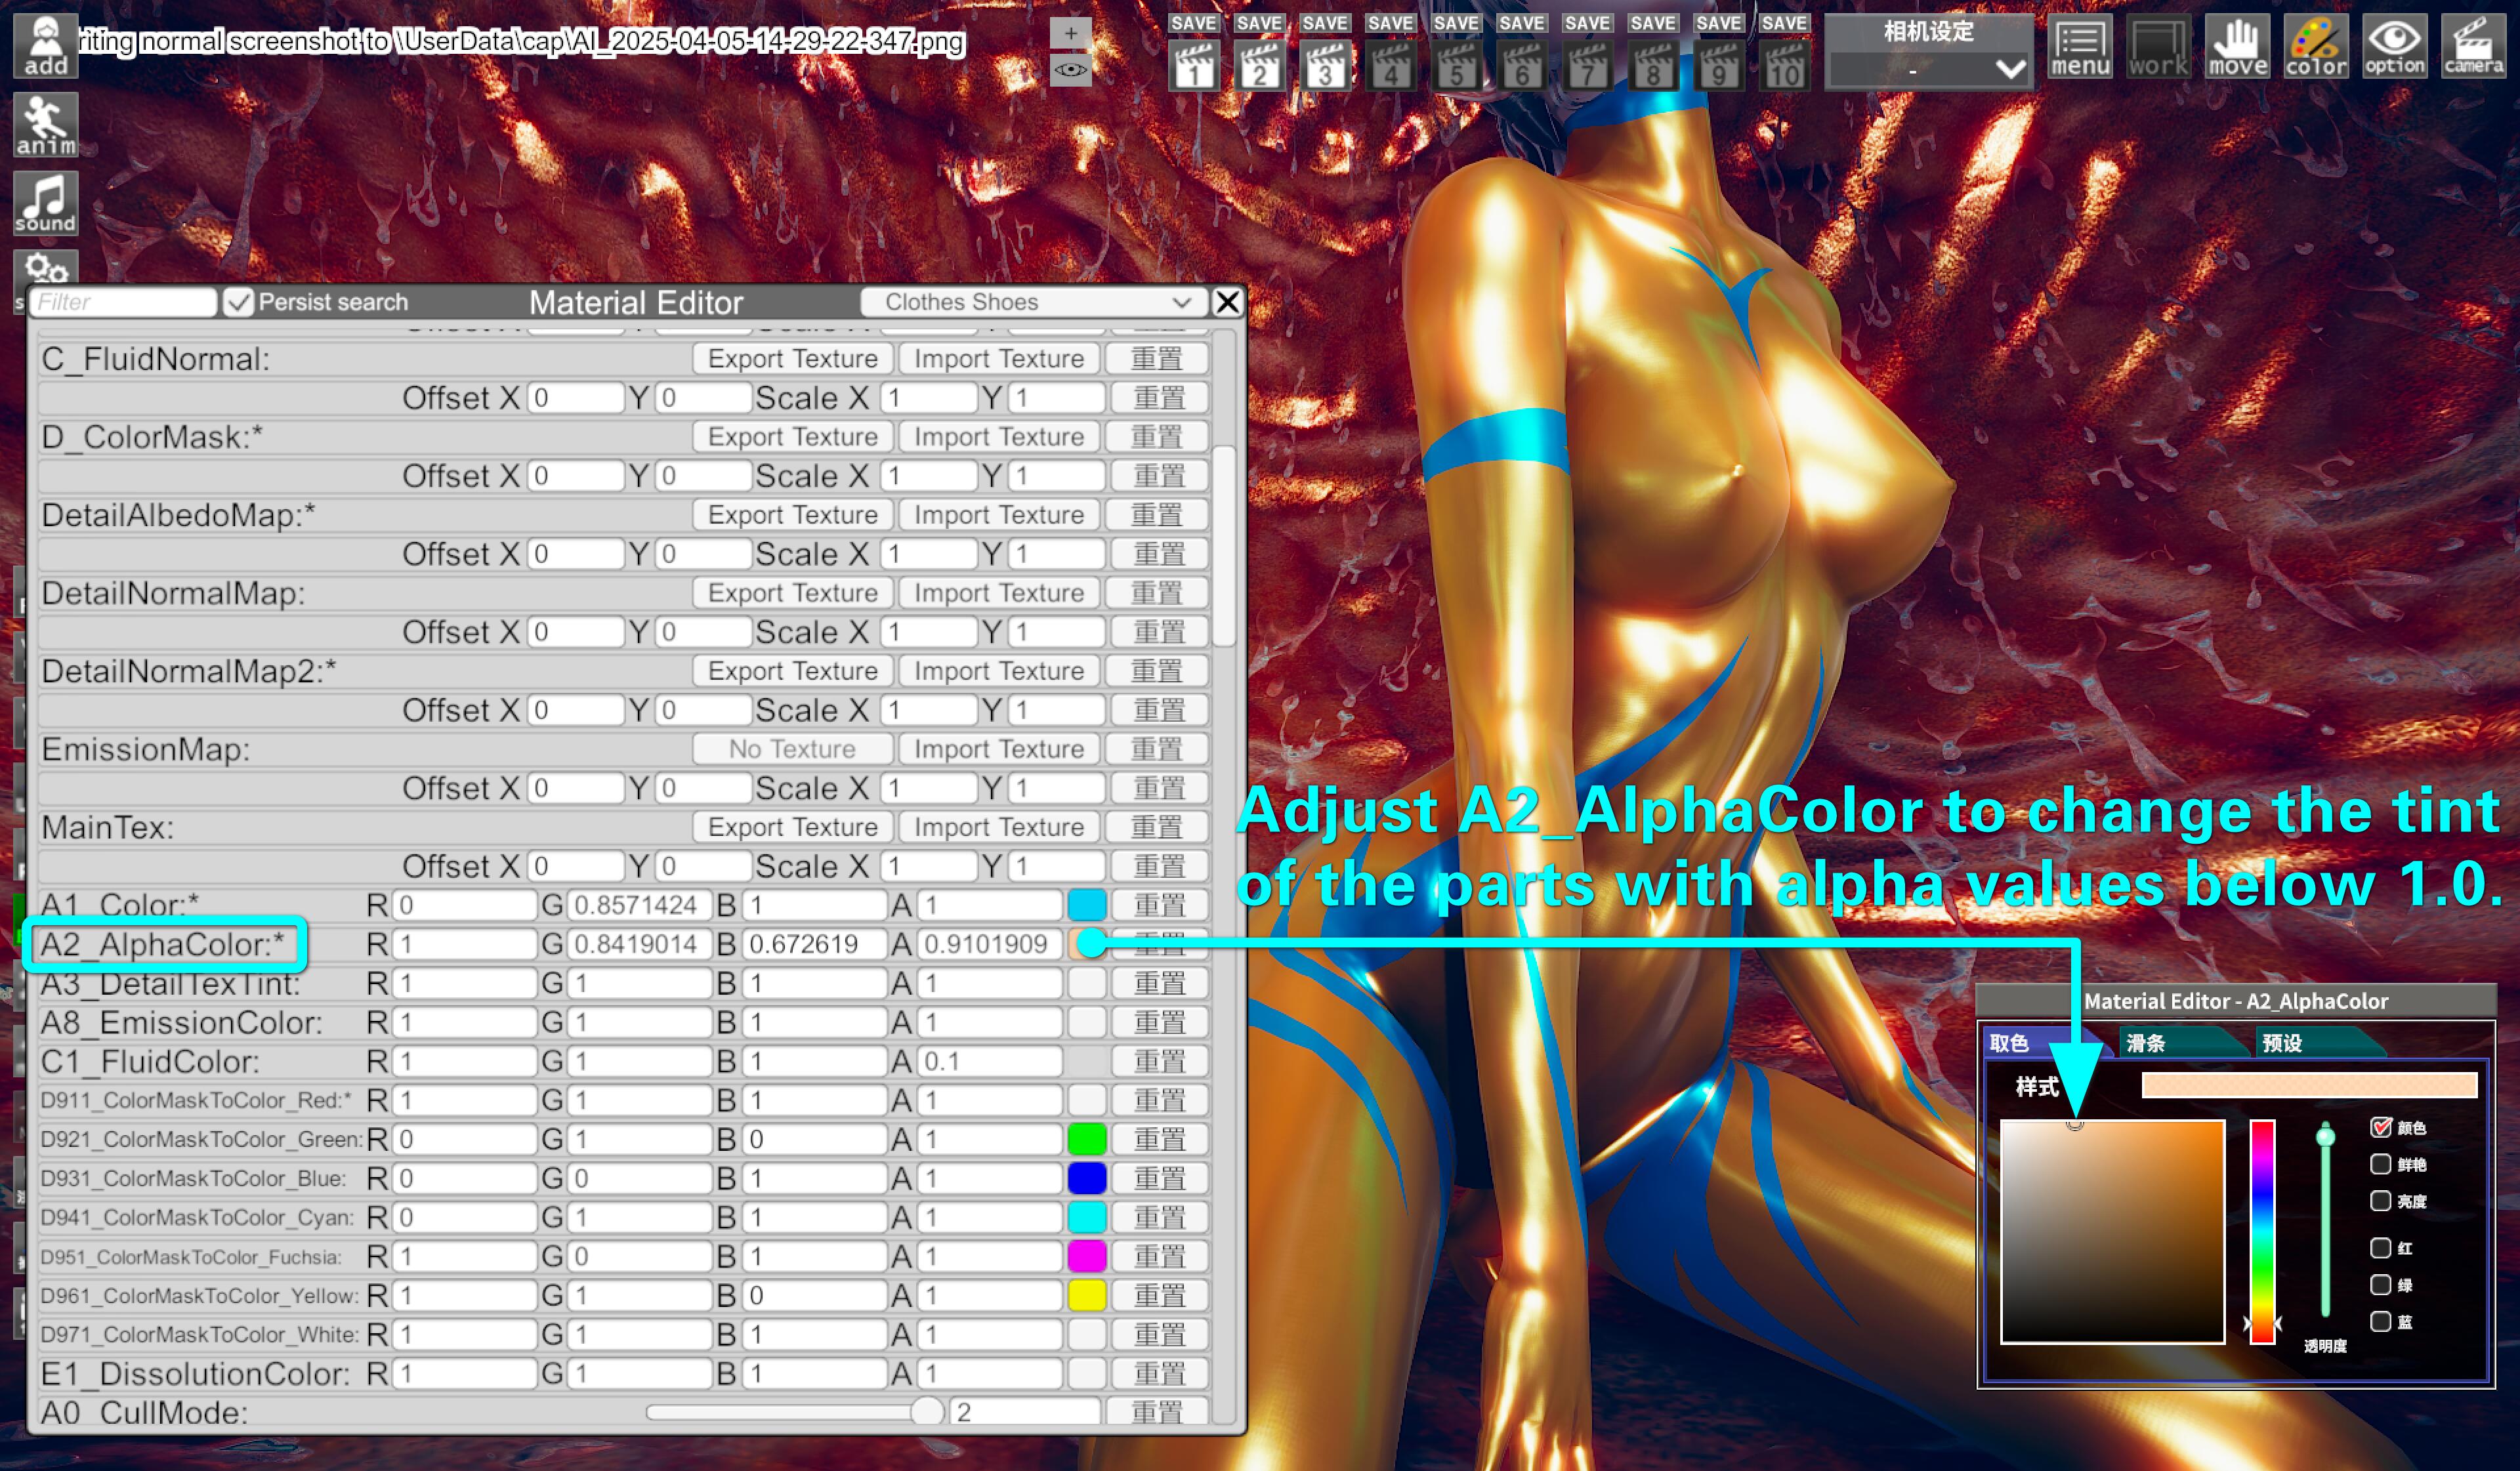 add
riting normal screenshot to \UserData\cap\AI_2025-04-05-14-29-22-347.png
+
SAVE SAVE SAVE SAVE SAVE SAVE SAVE SAVE SAVE SAVE
1 2 3 4 5 6 7 8 9 10
相机设定
-
menu work move color option camera
anim
sound
Filter Persist search Material Editor Clothes Shoes
C_FluidNormal: Export Texture Import Texture 重置
Offset X 0 Y 0 Scale X 1 Y 1 重置
D_ColorMask:* Export Texture Import Texture 重置
Offset X 0 Y 0 Scale X 1 Y 1 重置
DetailAlbedoMap:* Export Texture Import Texture 重置
Offset X 0 Y 0 Scale X 1 Y 1 重置
DetailNormalMap: Export Texture Import Texture 重置
Offset X 0 Y 0 Scale X 1 Y 1 重置
DetailNormalMap2:* Export Texture Import Texture 重置
Offset X 0 Y 0 Scale X 1 Y 1 重置
EmissionMap: No Texture Import Texture 重置
Offset X 0 Y 0 Scale X 1 Y 1 重置
MainTex: Export Texture Import Texture 重置
Offset X 0 Y 0 Scale X 1 Y 1 重置
A1_Color:* R 0 G 0.8571424 B 1 A 1 重置
A2_AlphaColor:* R 1 G 0.8419014 B 0.672619 A 0.9101909 重置
A3_DetailTexTint: R 1 G 1 B 1 A 1 重置
A8_EmissionColor: R 1 G 1 B 1 A 1 重置
C1_FluidColor: R 1 G 1 B 1 A 0.1 重置
D911_ColorMaskToColor_Red:* R 1 G 1 B 1 A 1 重置
D921_ColorMaskToColor_Green: R 0 G 1 B 0 A 1 重置
D931_ColorMaskToColor_Blue: R 0 G 0 B 1 A 1 重置
D941_ColorMaskToColor_Cyan: R 0 G 1 B 1 A 1 重置
D951_ColorMaskToColor_Fuchsia: R 1 G 0 B 1 A 1 重置
D961_ColorMaskToColor_Yellow: R 1 G 1 B 0 A 1 重置
D971_ColorMaskToColor_White: R 1 G 1 B 1 A 1 重置
E1_DissolutionColor: R 1 G 1 B 1 A 1 重置
A0_CullMode: 2 重置
Adjust A2_AlphaColor to change the tint
of the parts with alpha values below 1.0.
Material Editor - A2_AlphaColor
取色 滑条 预设
样式
颜色
鲜艳
亮度
红
绿
蓝
透明度